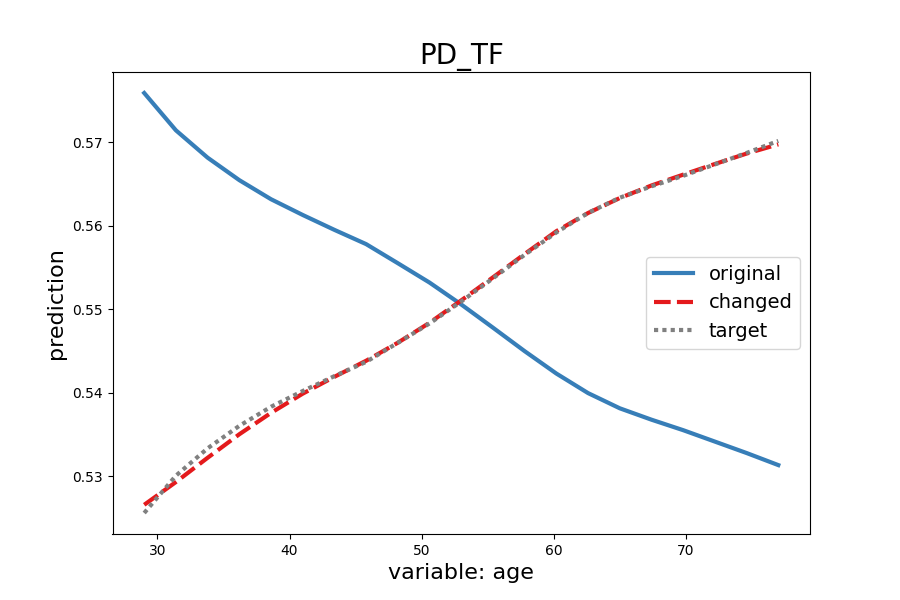 PD_TF
prediction
0.57
0.56
0.55
0.54
0.53
original
changed
target
30 40 50 60 70
variable: age